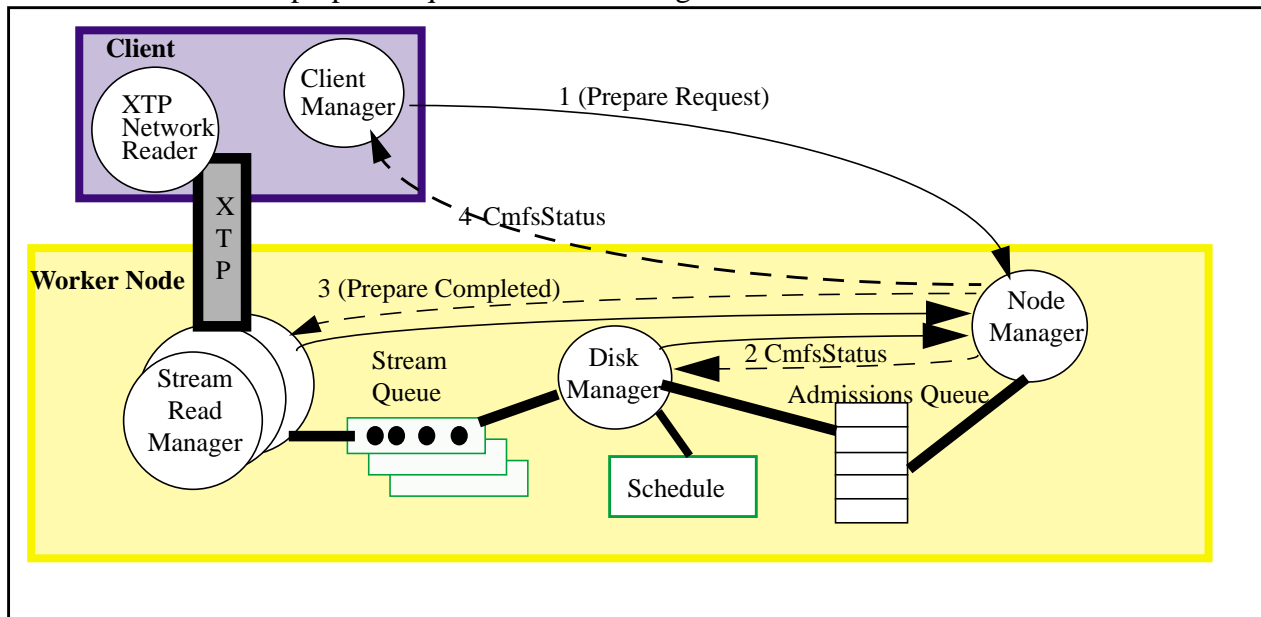 Client
Client
Manager
XTP
Network
Reader
1 (Prepare Request)
X
T
P
4 CmfsStatus
Worker Node
3 (Prepare Completed)
Node
Manager
Stream
Queue
Disk
Manager
2 CmfsStatus
Admissions Queue
Stream
Read
Manager
Schedule